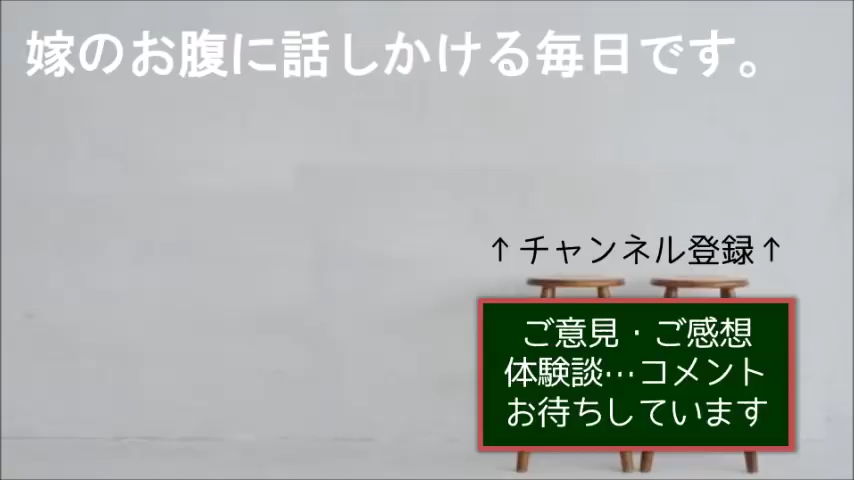 嫁のお腹に話しかける毎日です。
↑チャンネル登録↑
ご意見・ご感想
体験談…コメント
お待ちしています